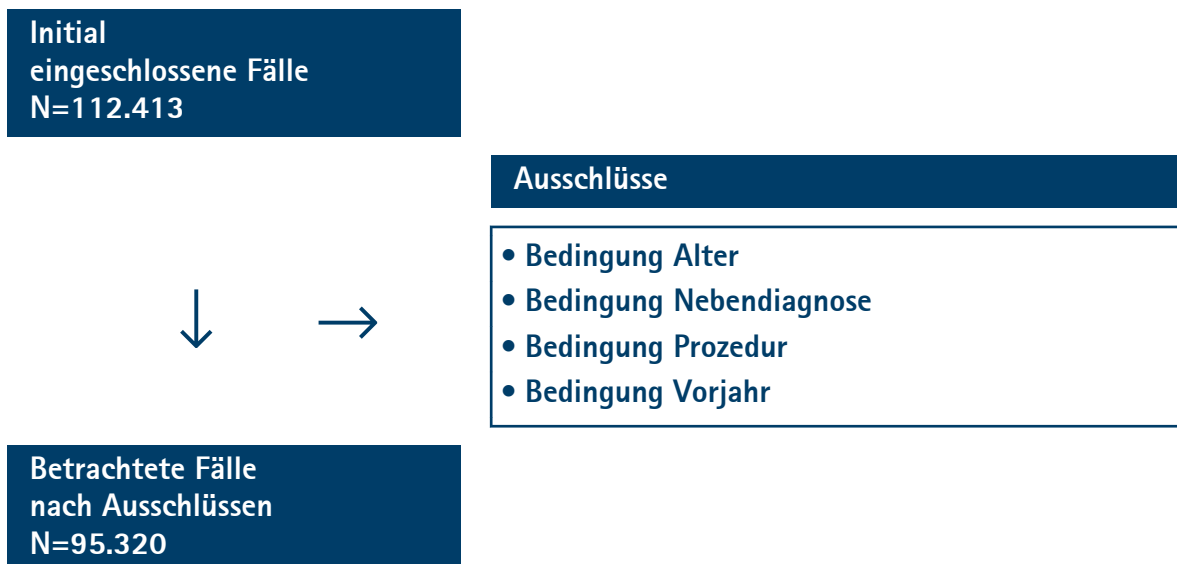 Initial
eingeschlossene Fälle
N=112.413
Ausschlüsse
• Bedingung Alter
• Bedingung Nebendiagnose
• Bedingung Prozedur
• Bedingung Vorjahr
Betrachtete Fälle
nach Ausschlüssen
N=95.320